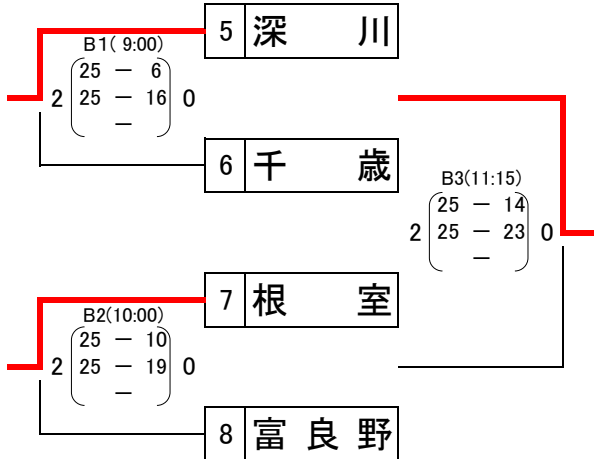 5 深 川
B1( 9:00)
25 － 6
2 25 － 16 0
－
6 千 歳
B3(11:15)
25 － 14
2 25 － 23 0
－
7 根 室
B2(10:00)
25 － 10
2 25 － 19 0
－
8 富 良 野